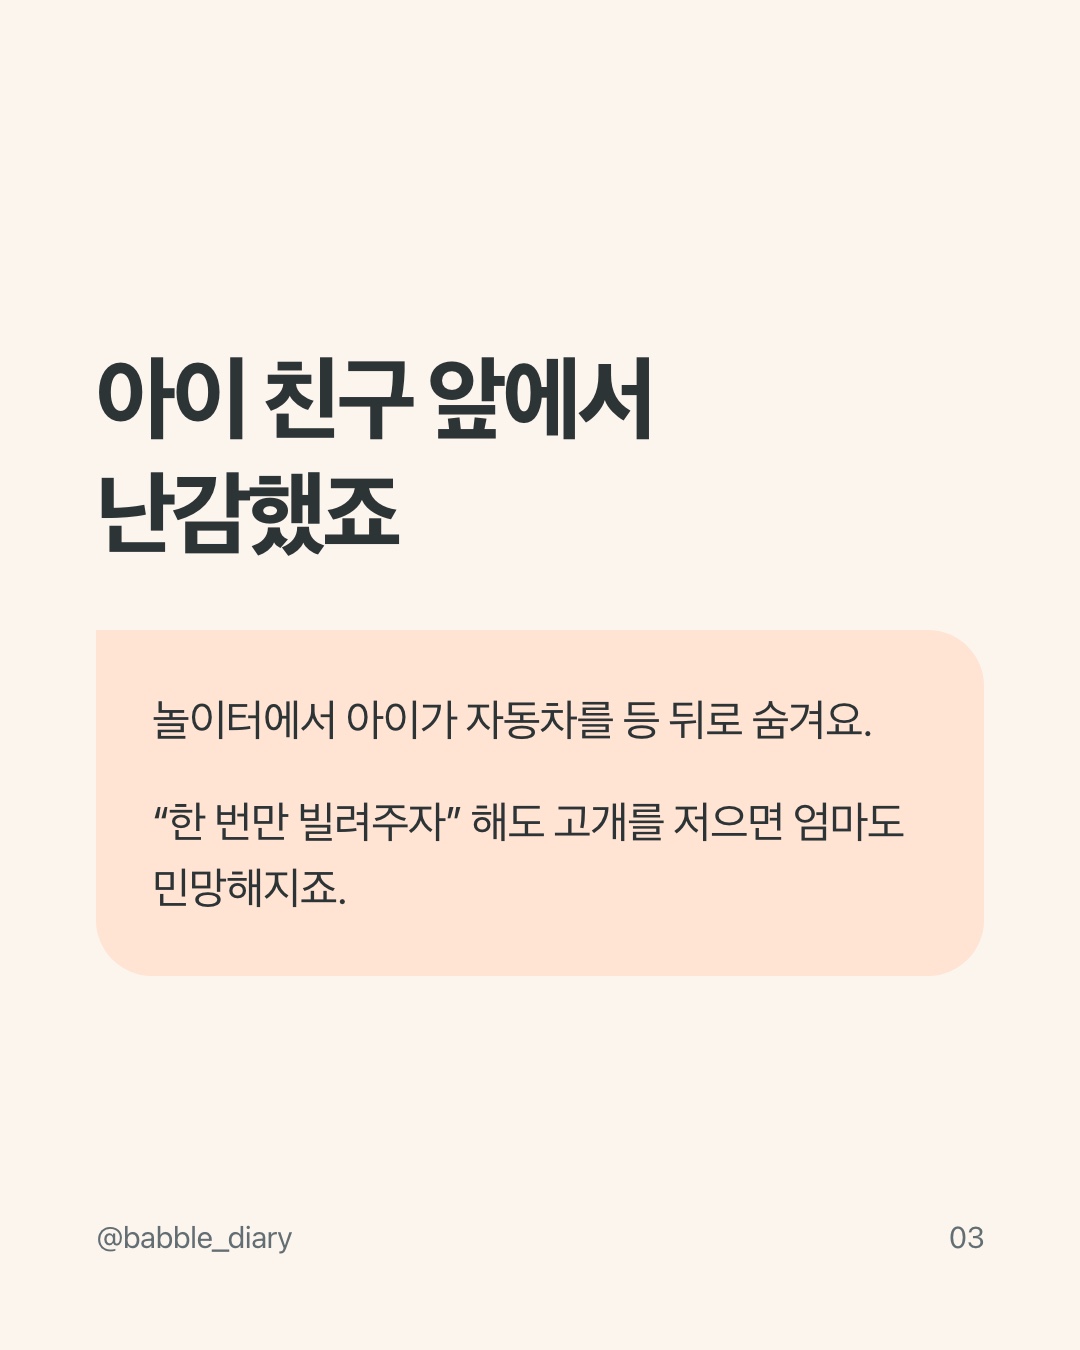 아이 친구 앞에서
난감했죠
놀이터에서 아이가 자동차를 등 뒤로 숨겨요.
“한 번만 빌려주자” 해도 고개를 저으면 엄마도
민망해지죠.
@babble_diary
03